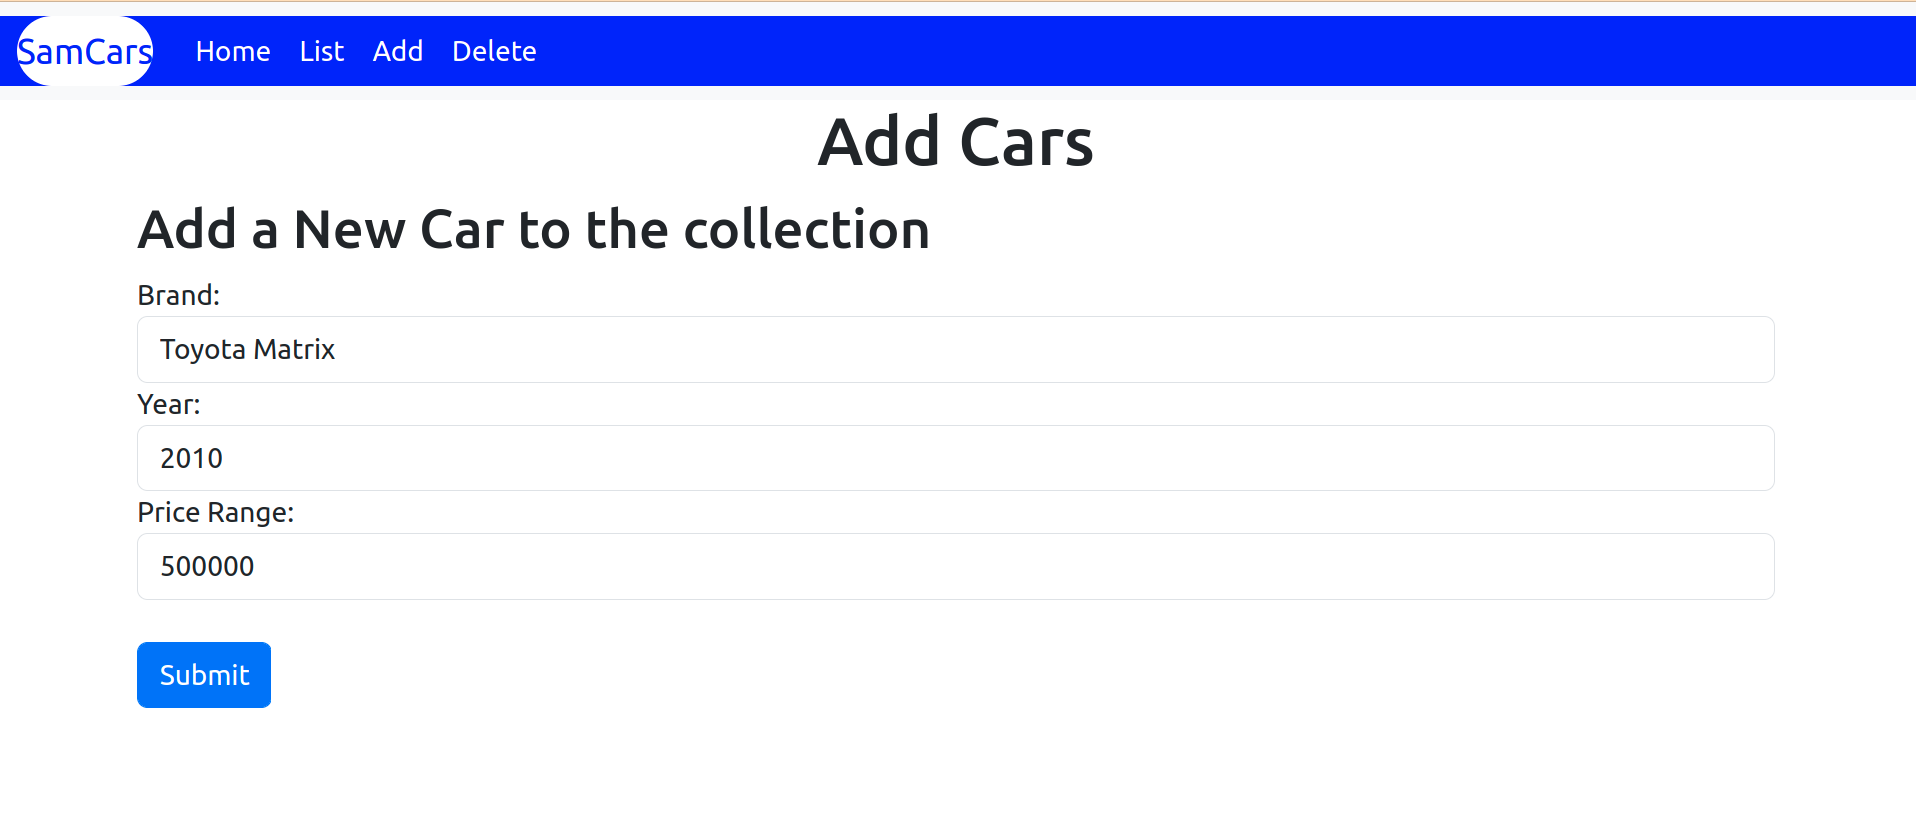 SamCars Home List Add Delete
Add Cars
Add a New Car to the collection
Brand:
Toyota Matrix
Year:
2010
Price Range:
500000
Submit